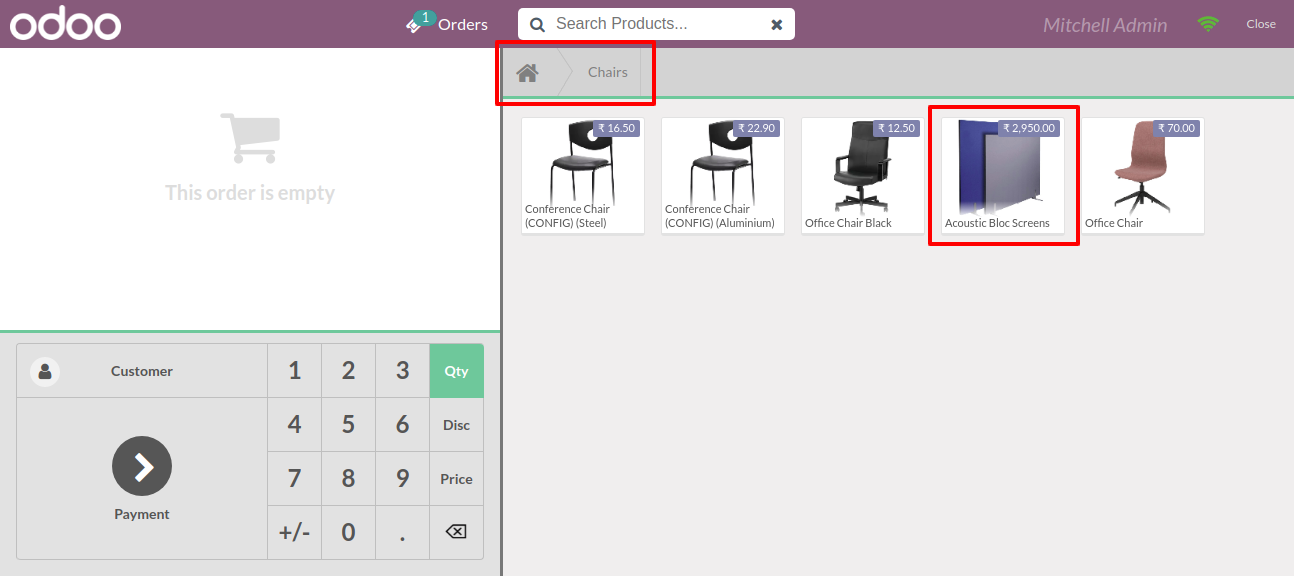 odoo
1
Orders
Search Products...
Mitchell Admin
Close
Chairs
This order is empty
₹ 16.50
Conference Chair
(CONFIG) (Steel)
₹ 22.90
Conference Chair
(CONFIG) (Aluminium)
₹ 12.50
Office Chair Black
₹ 2,950.00
Acoustic Bloc Screens
₹ 70.00
Office Chair
Customer
1 2 3 Qty
4 5 6 Disc
7 8 9 Price
+/- 0 .
Payment